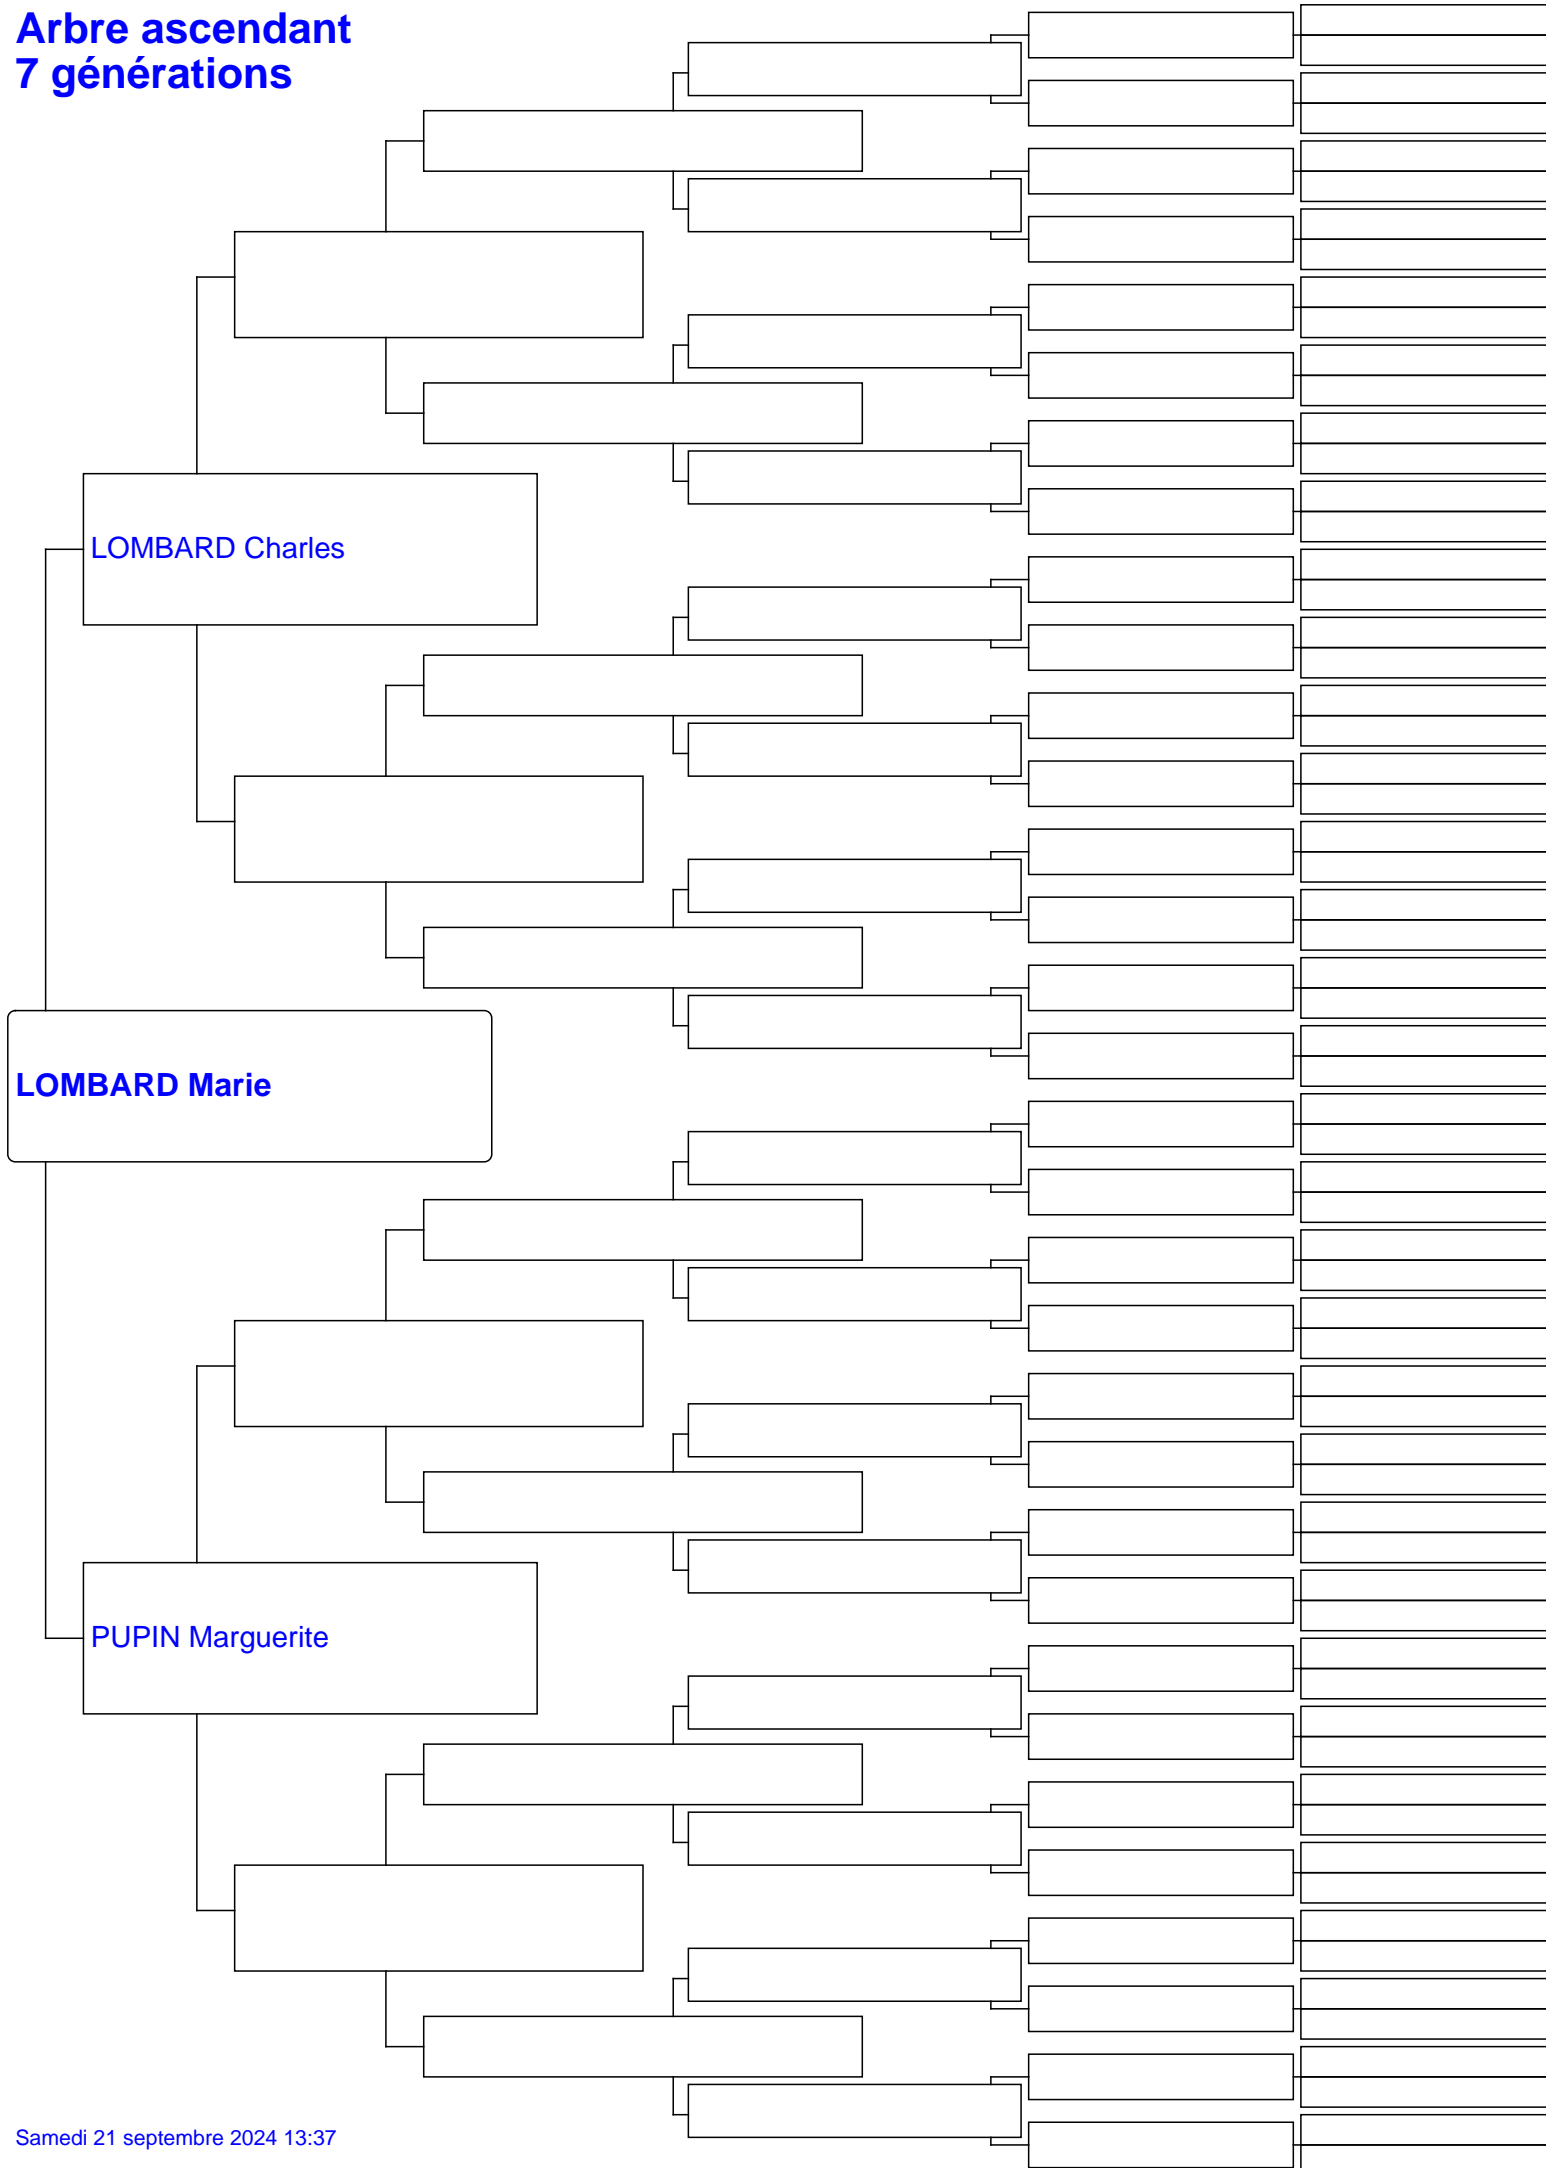 Arbre ascendant
7 générations
LOMBARD Charles
LOMBARD Marie
PUPIN Marguerite
Samedi 21 septembre 2024 13:37